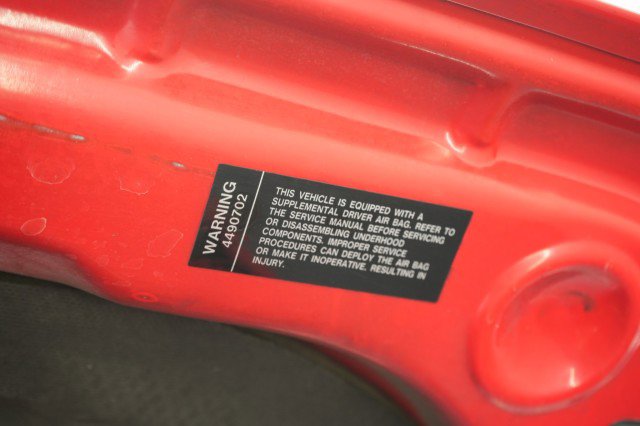 WARNING
4490702
THIS VEHICLE IS EQUIPPED WITH A
SUPPLEMENTAL DRIVER AIR BAG. REFER TO
THE SERVICE MANUAL BEFORE SERVICING
OR DISASSEMBLING UNDERHOOD
COMPONENTS. IMPROPER SERVICE
PROCEDURES CAN DEPLOY THE AIR BAG
OR MAKE IT INOPERATIVE, RESULTING IN
INJURY.